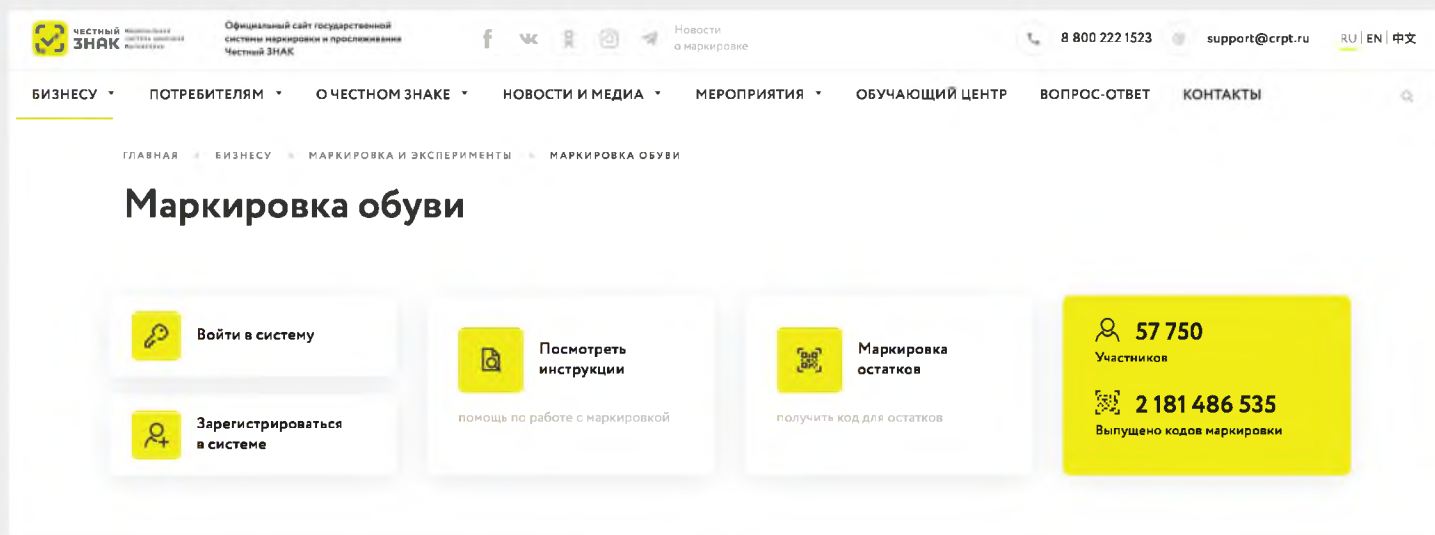 честный
ЗНАК
Официальный сайт государственной
системы маркировки и прослеживания
Честный ЗНАК
Новости
о маркировке
8 800 222 1523
support@crpt.ru
RU | EN | 中文
БИЗНЕСУ
ПОТРЕБИТЕЛЯМ
О ЧЕСТНОМ ЗНАКЕ
НОВОСТИ И МЕДИА
МЕРОПРИЯТИЯ
ОБУЧАЮЩИЙ ЦЕНТР
ВОПРОС-ОТВЕТ
КОНТАКТЫ
ГЛАВНАЯ
БИЗНЕСУ
МАРКИРОВКА И ЭКСПЕРИМЕНТЫ
МАРКИРОВКА ОБУВИ
Маркировка обуви
Войти в систему
Зарегистрироваться
в системе
Посмотреть
инструкции
помощь по работе с маркировкой
Маркировка
остатков
получить код для остатков
57 750
Участников
2 181 486 535
Выпущено кодов маркировки